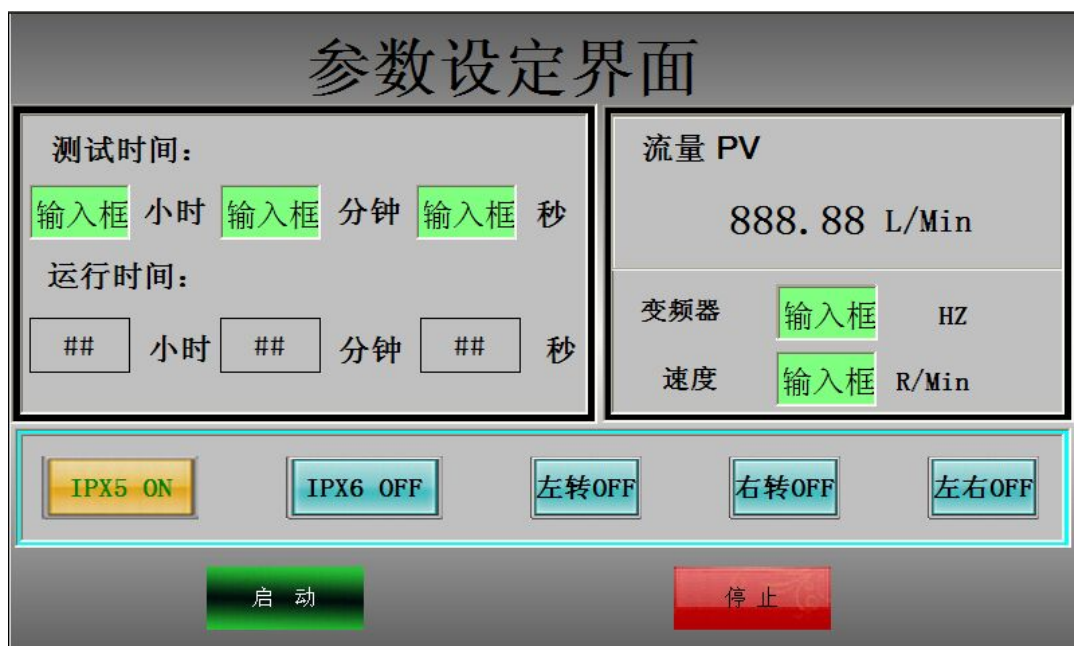 参数设定界面
测试时间：
输入框 小时 输入框 分钟 输入框 秒
运行时间：
## 小时 ## 分钟 ## 秒
流量 PV
888.88 L/Min
变频器 输入框 HZ
速度 输入框 R/Min
IPX5 ON IPX6 OFF 左转OFF 右转OFF 左右OFF
启 动 停 止